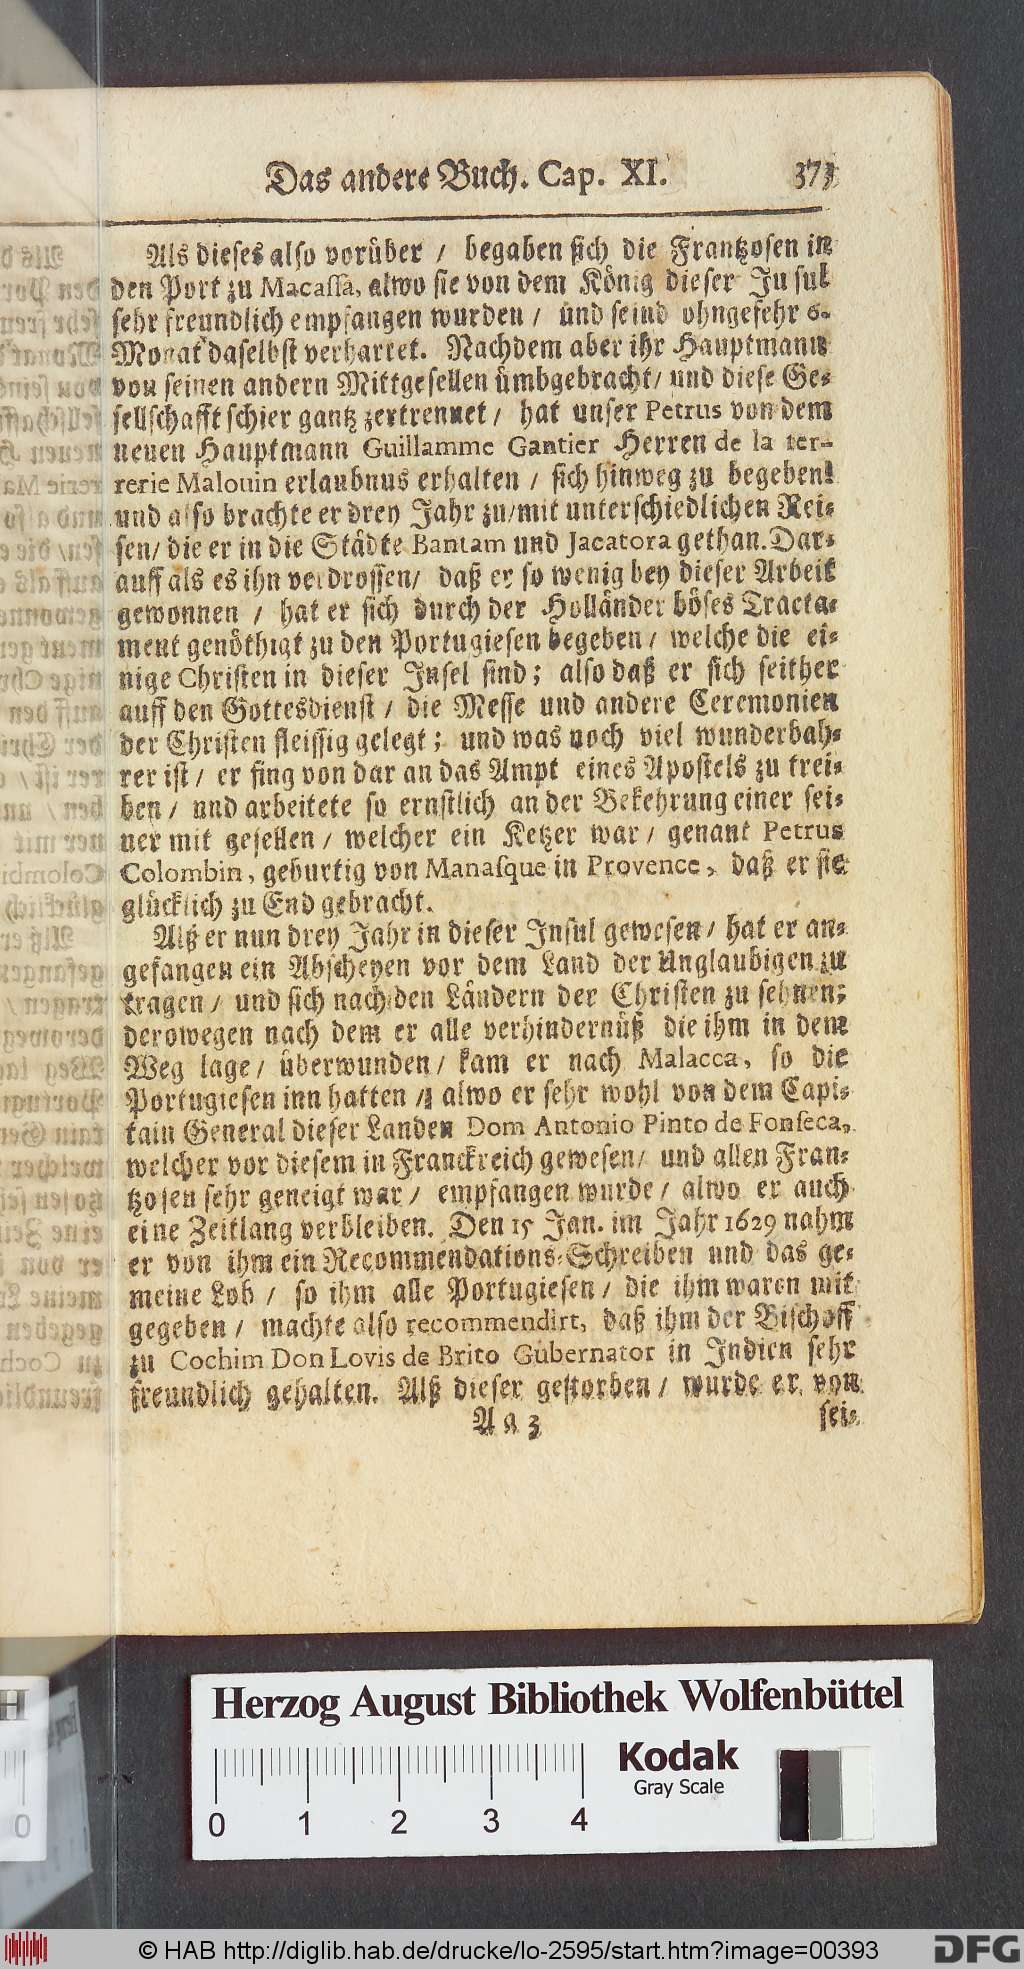 Das andere Buch. Cap. XI. 373
Als dieses also vorüber / begaben sich die Frantzosen in
den Port zu Macassa, alwo sie von dem König dieser Insul
sehr freundlich empfangen wurden / und seind ohngefehr 6.
Monat daselbst verharret. Nachdem aber ihr Hauptmann
von seinen andern Mittgesellen ümbgebracht / und diese Ge-
sellschafft schier gantz zertrennet / hat unser Petrus von dem
neuen Hauptmann Guillamme Gantier Herren de la ter-
rerie Malouin erlaubnus erhalten / sich hinweg zu begeben /
und also brachte er drey Jahr zu / mit unterschiedlichen Rei-
sen / die er in die Städte Bantam und Jacatora gethan. Dar-
auff als es ihn verdrossen / daß er so wenig bey dieser Arbeit
gewonnen / hat er sich durch der Holländer böses Tracta-
ment genöthigt zu den Portugiesen begeben / welche die ei-
nige Christen in dieser Insel sind; also daß er sich seither
auff den Gottesdienst / die Messe und andere Ceremonien
der Christen fleissig gelegt; und was noch viel wunderbah-
rer ist / er fing von dar an das Ampt eines Apostels zu trei-
ben / und arbeitete so ernstlich an der Bekehrung einer sei-
ner mit gesellen / welcher ein Ketzer war / genant Petrus
Colombin, geburtig von Manasque in Provence, daß er sie
glücklich zu End gebracht.
Alß er nun drey Jahr in dieser Insul gewesen / hat er an-
gefangen ein Abscheyen vor dem Land der Unglaubigen zu
tragen / und sich nach den Ländern der Christen zu sehnen;
derowegen nach dem er alle verhindernüß die ihm in dem
Weg lage / überwunden / kam er nach Malacca, so die
Portugiesen inn hatten / alwo er sehr wohl von dem Capi-
tain General dieser Landen Dom Antonio Pinto de Fonseca,
welcher vor diesem in Franckreich gewesen / und allen Fran-
tzosen sehr geneigt war / empfangen wurde / alwo er auch
eine Zeitlang verbleiben. Den 15 Jan. im Jahr 1629 nahm
er von ihm ein Recommendations-Schreiben und das ge-
meine Lob / so ihm alle Portugiesen / die ihm waren mit
gegeben / machte also recommendirt, daß ihm der Bischoff
zu Cochim Don Lovis de Brito Gubernator in Indien sehr
freundlich gehalten. Alß dieser gestorben / wurde er von
Aa 3 sei-
Herzog August Bibliothek Wolfenbüttel
Kodak
Gray Scale
0 1 2 3 4
© HAB http://diglib.hab.de/drucke/lo-2595/start.htm?image=00393
DFG